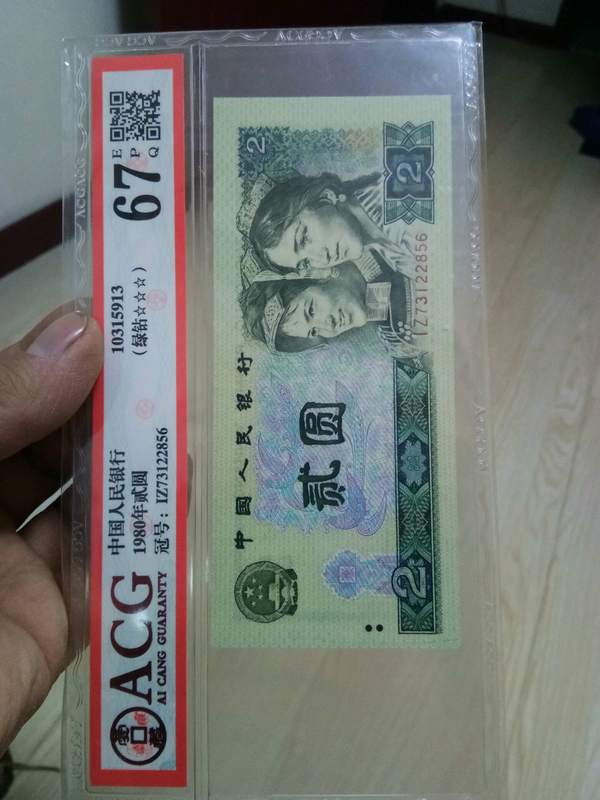 ACG
AI CANG GUARANTY
中国人民银行
1980年贰圆
冠号：IZ73122856
10315913
(绿钻☆☆☆)
67
E
P
Q
中国人民银行
贰圆
2
2
2
IZ73122856